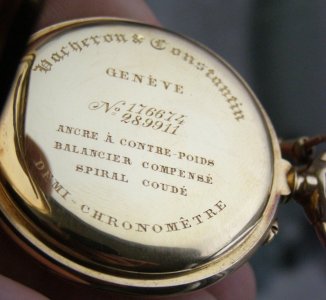 Vacheron & Constantin
GENÈVE
No. 176674
289911
ANCRE À CONTRE-POIDS
BALANCIER COMPENSÉ
SPIRAL COUDÉ
DEMI-CHRONOMÈTRE